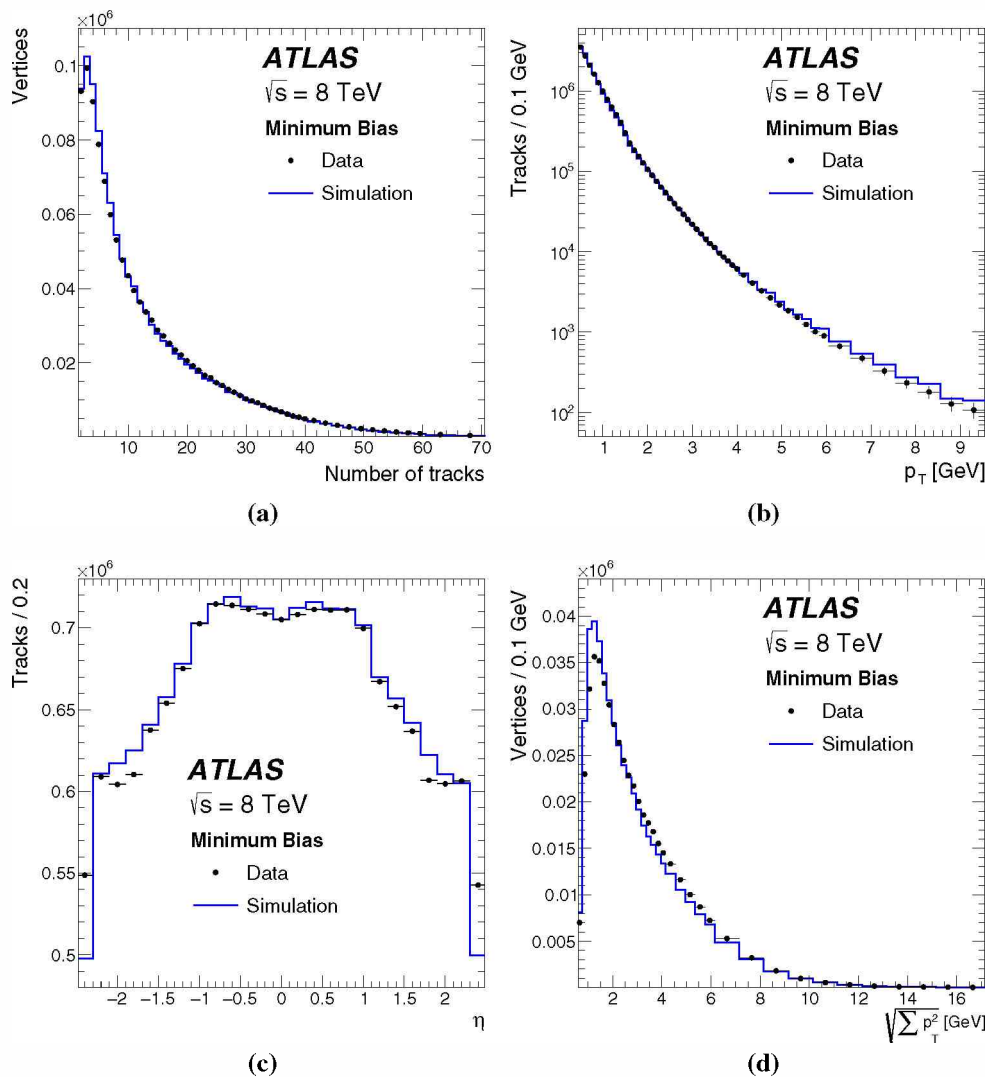 ×10⁶
Vertices
0.1
0.08
0.06
0.04
0.02
ATLAS
√s = 8 TeV
Minimum Bias
Data
Simulation
10 20 30 40 50 60 70
Number of tracks
(a)
Tracks / 0.1 GeV
10⁶
10⁵
10⁴
10³
10²
ATLAS
√s = 8 TeV
Minimum Bias
Data
Simulation
1 2 3 4 5 6 7 8 9
p_T [GeV]
(b)
×10⁶
Tracks / 0.2
0.7
0.65
0.6
0.55
0.5
ATLAS
√s = 8 TeV
Minimum Bias
Data
Simulation
−2 −1.5 −1 −0.5 0 0.5 1 1.5 2
η
(c)
×10⁶
Vertices / 0.1 GeV
0.04
0.035
0.03
0.025
0.02
0.015
0.01
0.005
ATLAS
√s = 8 TeV
Minimum Bias
Data
Simulation
2 4 6 8 10 12 14 16
√∑ p_T² [GeV]
(d)